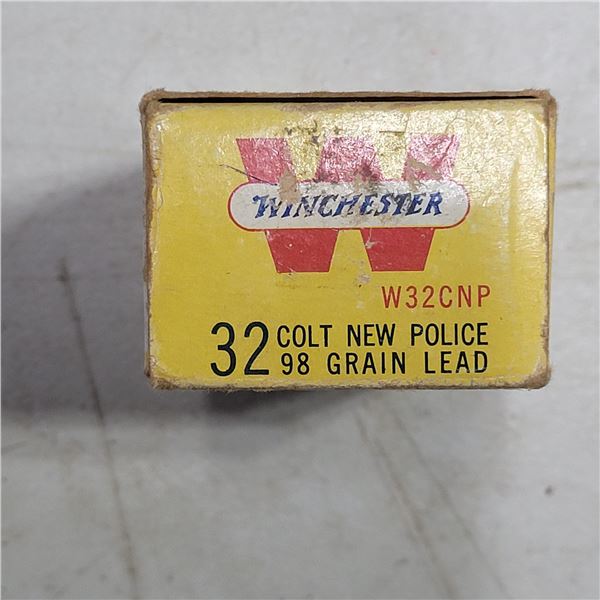 W
WINCHESTER
W32CNP
32 COLT NEW POLICE
98 GRAIN LEAD